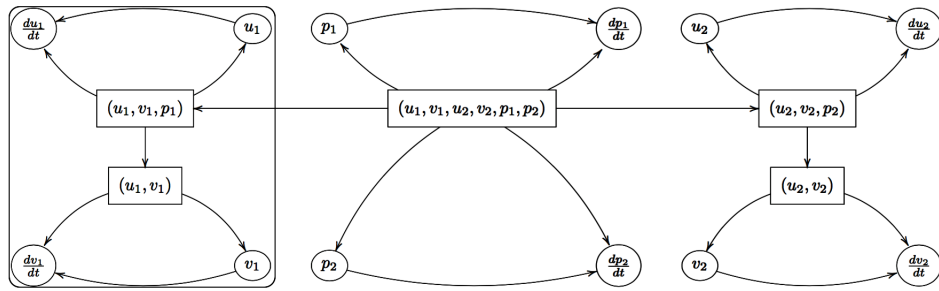 du₁/dt u₁ p₁ dp₁/dt u₂ du₂/dt
(u₁, v₁, p₁) (u₁, v₁, u₂, v₂, p₁, p₂) (u₂, v₂, p₂)
(u₁, v₁) (u₂, v₂)
dv₁/dt v₁ p₂ dp₂/dt v₂ dv₂/dt